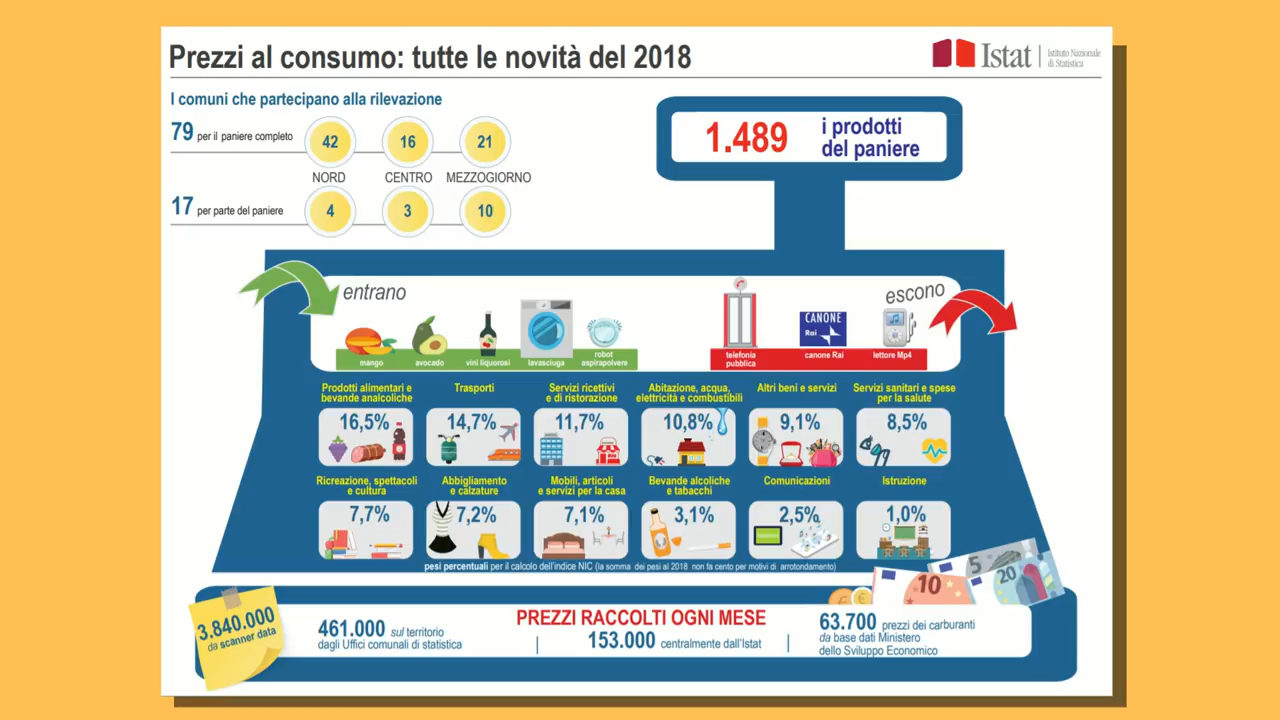 Prezzi al consumo: tutte le novità del 2018
Istat
Istituto Nazionale
di Statistica
I comuni che partecipano alla rilevazione
79 per il paniere completo
42
16
21
NORD
CENTRO
MEZZOGIORNO
17 per parte del paniere
4
3
10
1.489
i prodotti
del paniere
entrano
mango
avocado
vini liquorosi
lavasciuga
robot
aspirapolvere
escono
CANONE
Rai
telefonia
pubblica
canone Rai
lettore Mp4
Prodotti alimentari e
bevande analcoliche
16,5%
Trasporti
14,7%
Servizi ricettivi
e di ristorazione
11,7%
Abitazione, acqua,
elettricità e combustibili
10,8%
Altri beni e servizi
9,1%
Servizi sanitari e spese
per la salute
8,5%
Ricreazione, spettacoli
e cultura
7,7%
Abbigliamento
e calzature
7,2%
Mobili, articoli
e servizi per la casa
7,1%
Bevande alcoliche
e tabacchi
3,1%
Comunicazioni
2,5%
Istruzione
1,0%
pesi percentuali per il calcolo dell'indice NIC (la somma dei pesi al 2018 non fa cento per motivi di arrotondamento)
10
5
20
3.840.000
da scanner data
PREZZI RACCOLTI OGNI MESE
461.000 sul territorio
dagli Uffici comunali di statistica
153.000 centralmente dall'Istat
63.700 prezzi dei carburanti
da base dati Ministero
dello Sviluppo Economico